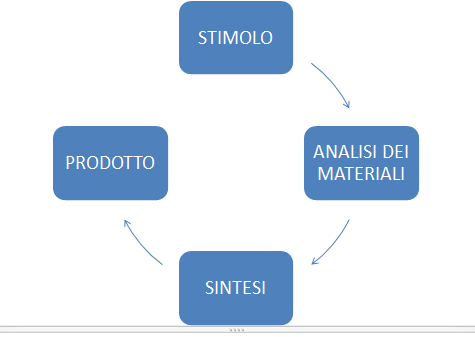 STIMOLO
ANALISI DEI
MATERIALI
SINTESI
PRODOTTO